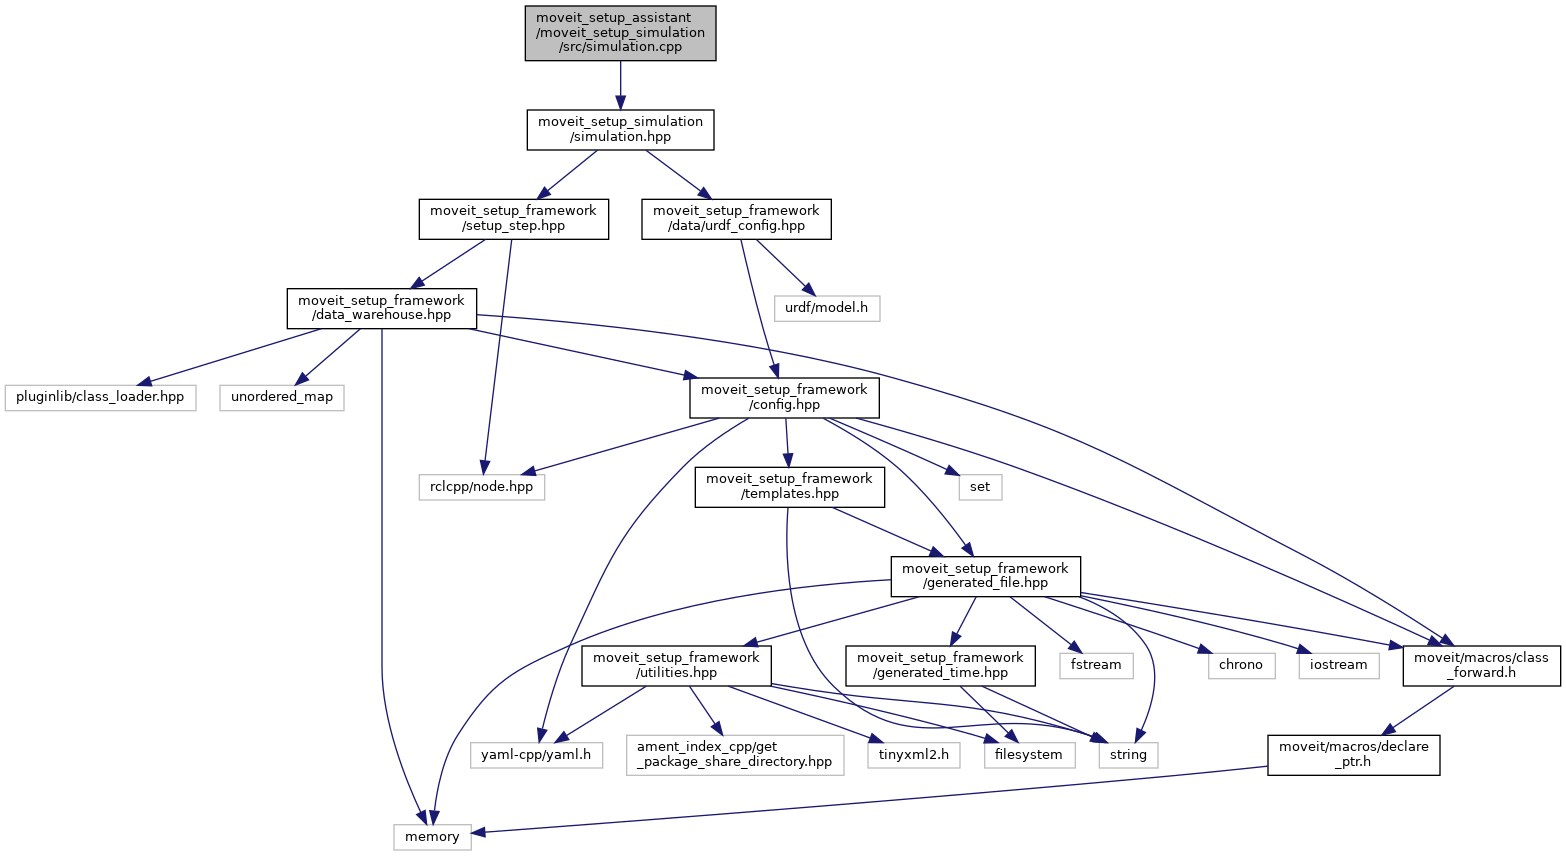 moveit_setup_assistant
/moveit_setup_simulation
/src/simulation.cpp
moveit_setup_simulation
/simulation.hpp
moveit_setup_framework
/setup_step.hpp
moveit_setup_framework
/data/urdf_config.hpp
moveit_setup_framework
/data_warehouse.hpp
urdf/model.h
pluginlib/class_loader.hpp
unordered_map
moveit_setup_framework
/config.hpp
rclcpp/node.hpp
moveit_setup_framework
/templates.hpp
set
moveit_setup_framework
/generated_file.hpp
moveit_setup_framework
/utilities.hpp
moveit_setup_framework
/generated_time.hpp
fstream
chrono
iostream
moveit/macros/class
_forward.h
yaml-cpp/yaml.h
ament_index_cpp/get
_package_share_directory.hpp
tinyxml2.h
filesystem
string
moveit/macros/declare
_ptr.h
memory